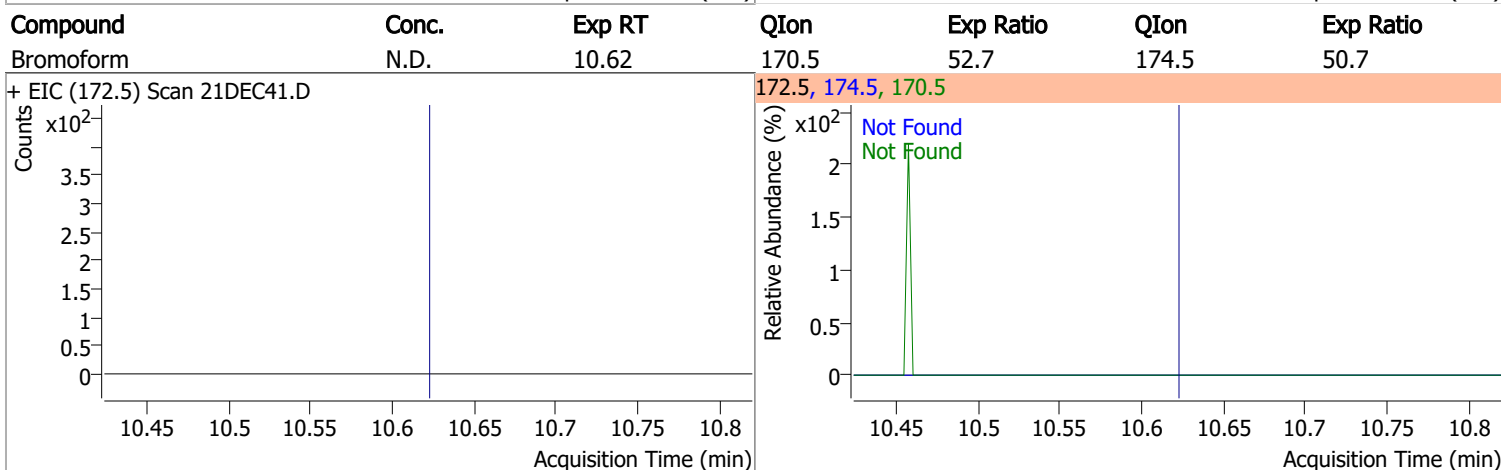 Compound Conc. Exp RT QIon Exp Ratio QIon Exp Ratio
Bromoform N.D. 10.62 170.5 52.7 174.5 50.7
+ EIC (172.5) Scan 21DEC41.D
Counts
x10²
3.5
3
2.5
2
1.5
1
0.5
0
10.45 10.5 10.55 10.6 10.65 10.7 10.75 10.8
Acquisition Time (min)
172.5, 174.5, 170.5
Relative Abundance (%)
x10²
Not Found
Not Found
2
1.5
1
0.5
0
10.45 10.5 10.55 10.6 10.65 10.7 10.75 10.8
Acquisition Time (min)